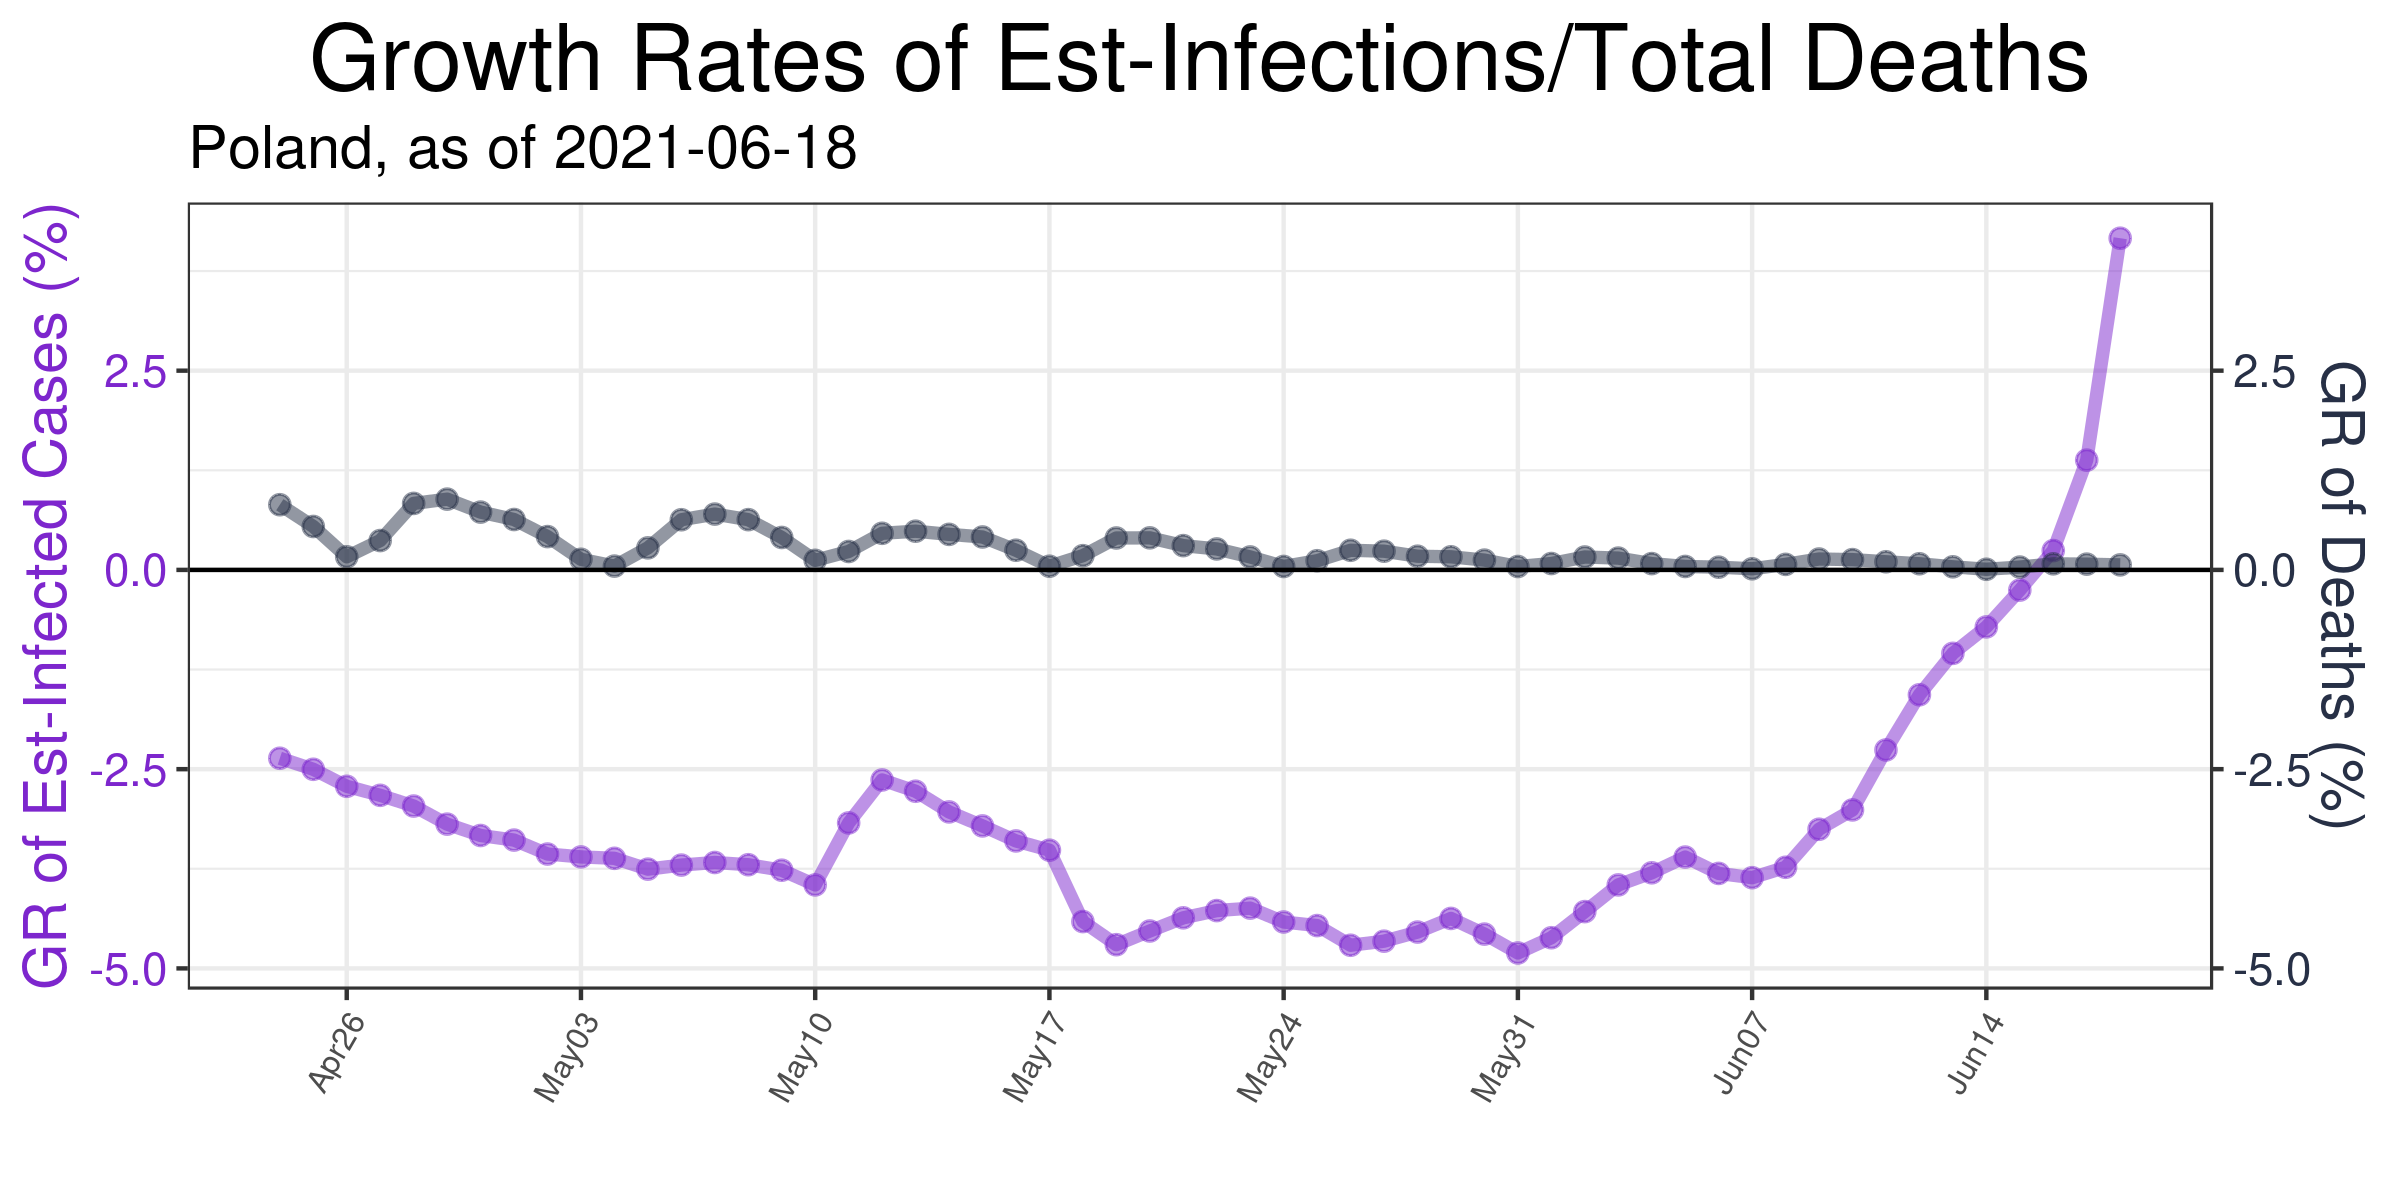 Growth Rates of Est-Infections/Total Deaths
Poland, as of 2021-06-18
GR of Est-Infected Cases (%)
2.5
0.0
-2.5
-5.0
2.5
0.0
-2.5
-5.0
GR of Deaths (%)
Apr26
May03
May10
May17
May24
May31
Jun07
Jun14